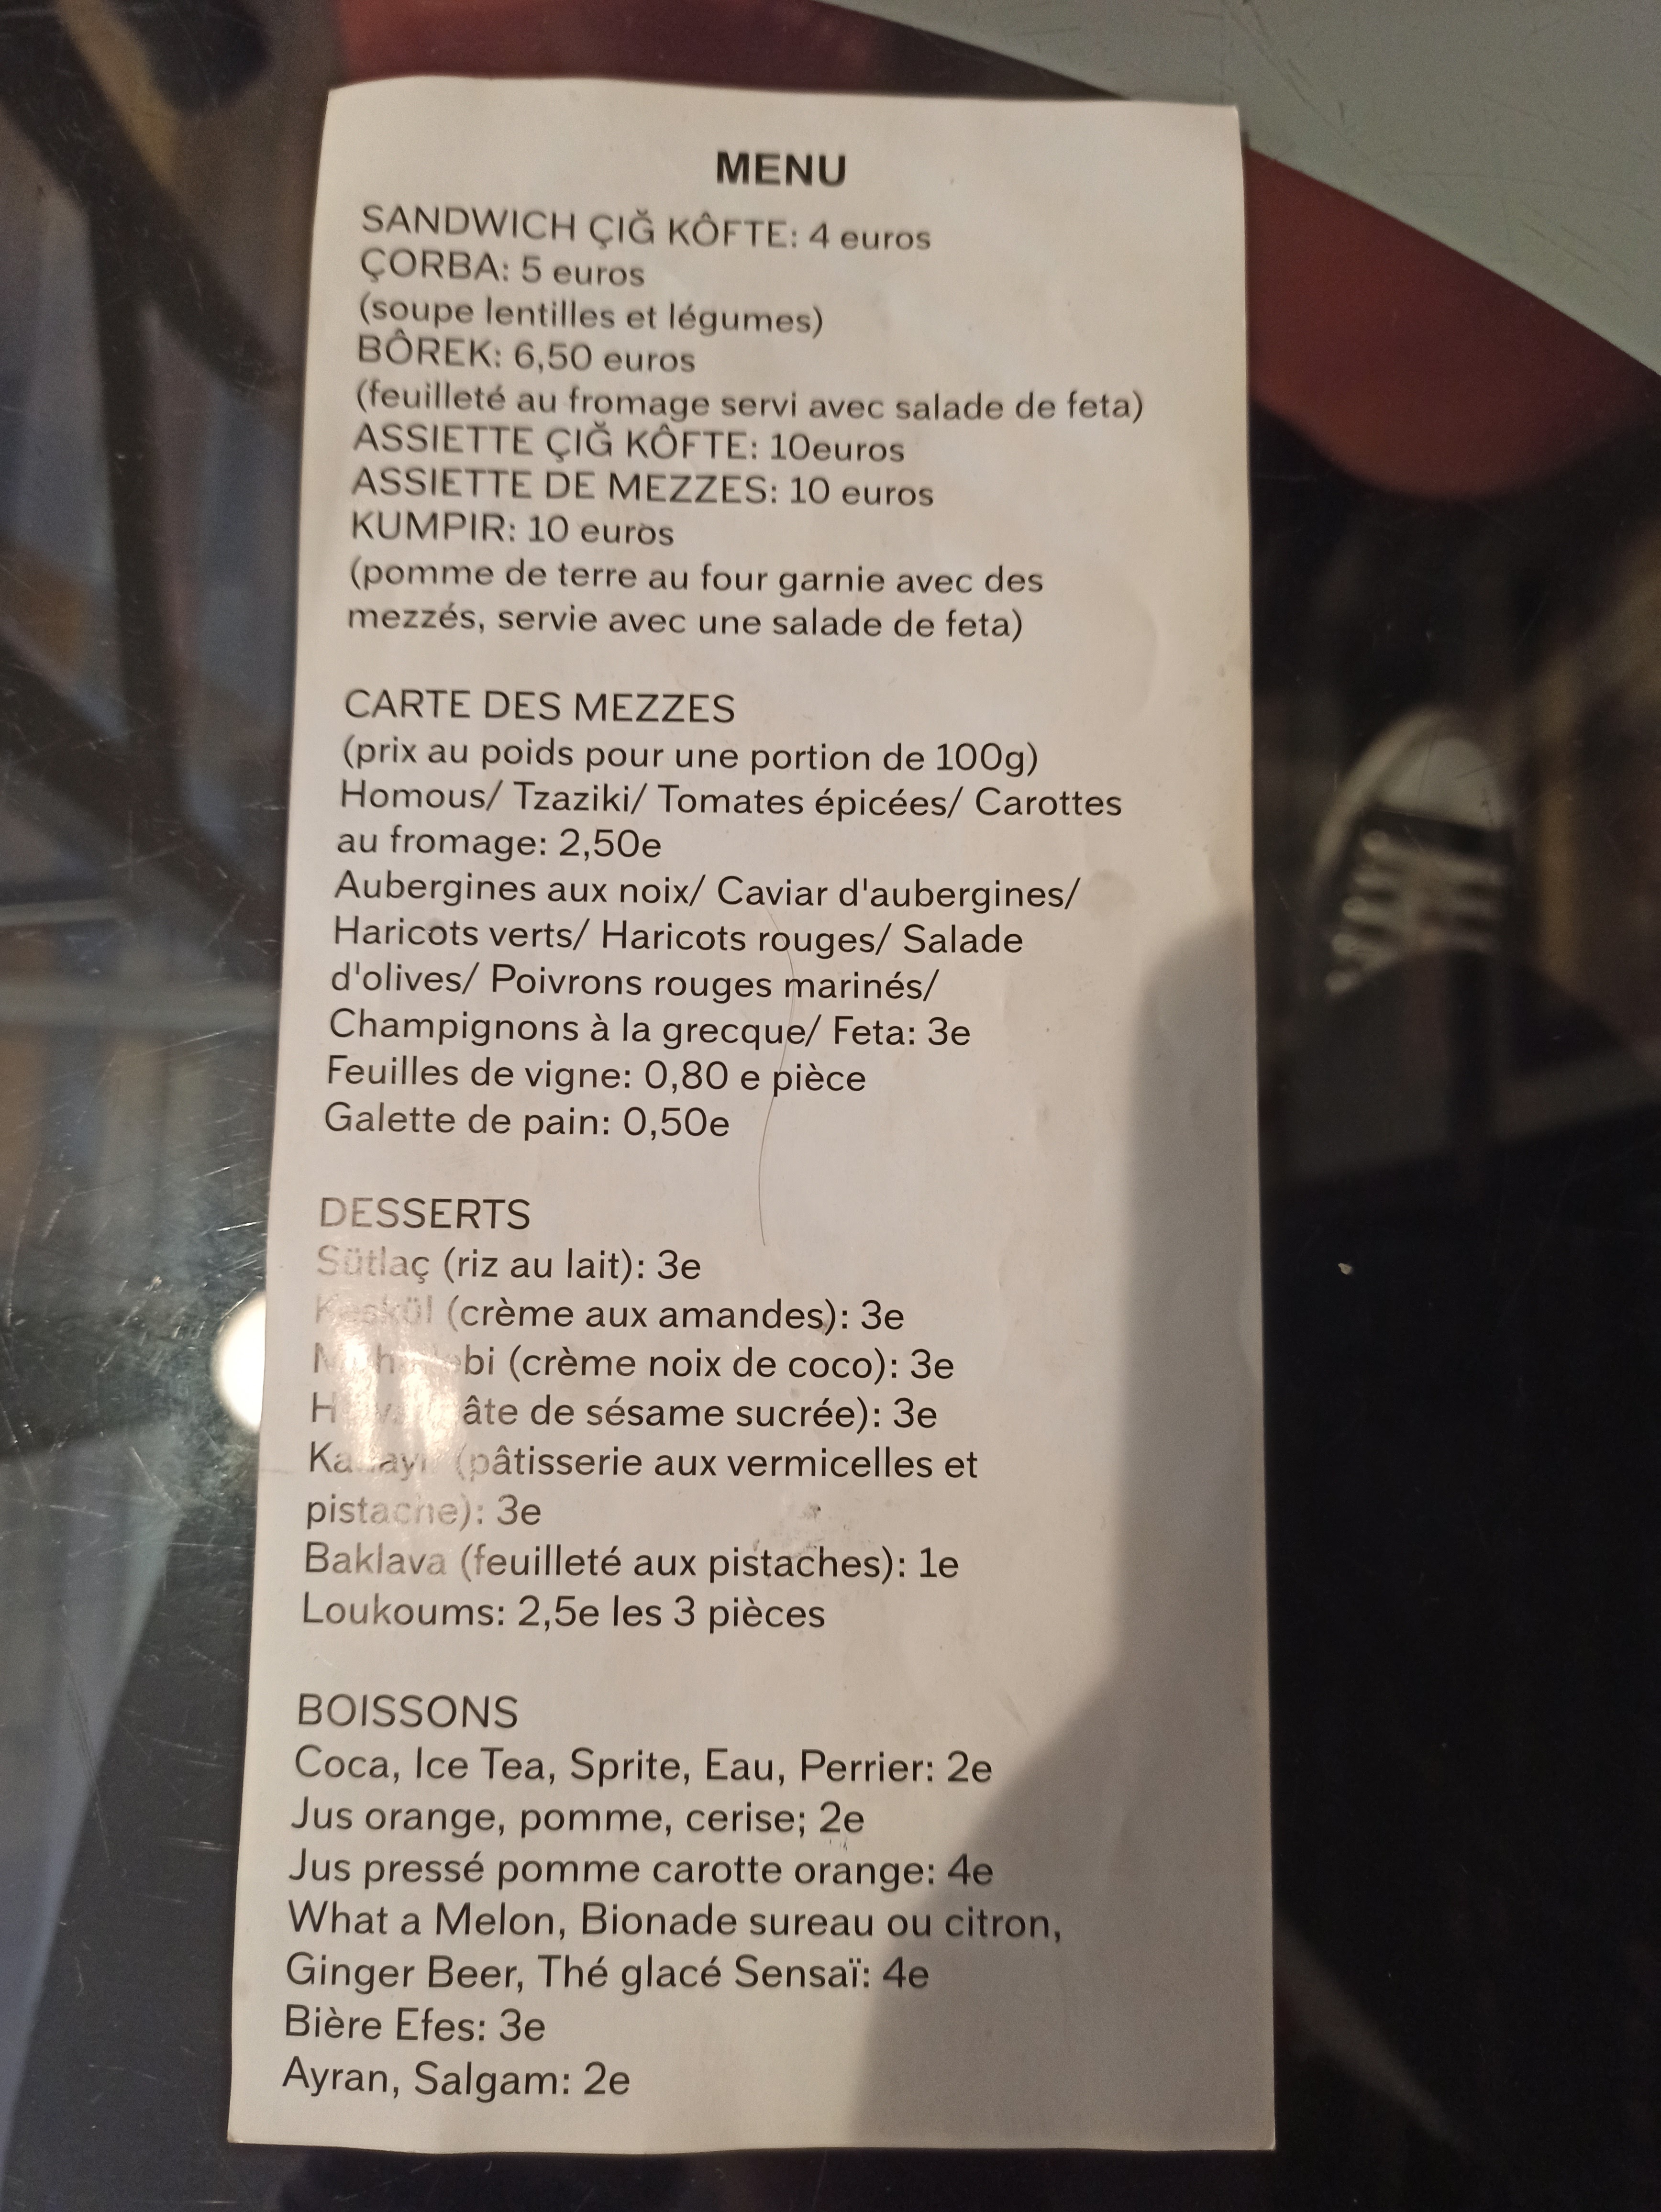 MENU
SANDWICH ÇIĞ KÔFTE: 4 euros
ÇORBA: 5 euros
(soupe lentilles et légumes)
BÔREK: 6,50 euros
(feuilleté au fromage servi avec salade de feta)
ASSIETTE ÇIĞ KÔFTE: 10euros
ASSIETTE DE MEZZES: 10 euros
KUMPIR: 10 euros
(pomme de terre au four garnie avec des
mezzés, servie avec une salade de feta)
CARTE DES MEZZES
(prix au poids pour une portion de 100g)
Homous/ Tzaziki/ Tomates épicées/ Carottes
au fromage: 2,50e
Aubergines aux noix/ Caviar d'aubergines/
Haricots verts/ Haricots rouges/ Salade
d'olives/ Poivrons rouges marinés/
Champignons à la grecque/ Feta: 3e
Feuilles de vigne: 0,80 e pièce
Galette de pain: 0,50e
DESSERTS
Sütlaç (riz au lait): 3e
(crème aux amandes): 3e
(crème noix de coco): 3e
de sésame sucrée): 3e
(pâtisserie aux vermicelles et
pistache): 3e
Baklava (feuilleté aux pistaches): 1e
Loukoums: 2,5e les 3 pièces
BOISSONS
Coca, Ice Tea, Sprite, Eau, Perrier: 2e
Jus orange, pomme, cerise; 2e
Jus pressé pomme carotte orange: 4e
What a Melon, Bionade sureau ou citron,
Ginger Beer, Thé glacé Sensaï: 4e
Bière Efes: 3e
Ayran, Salgam: 2e